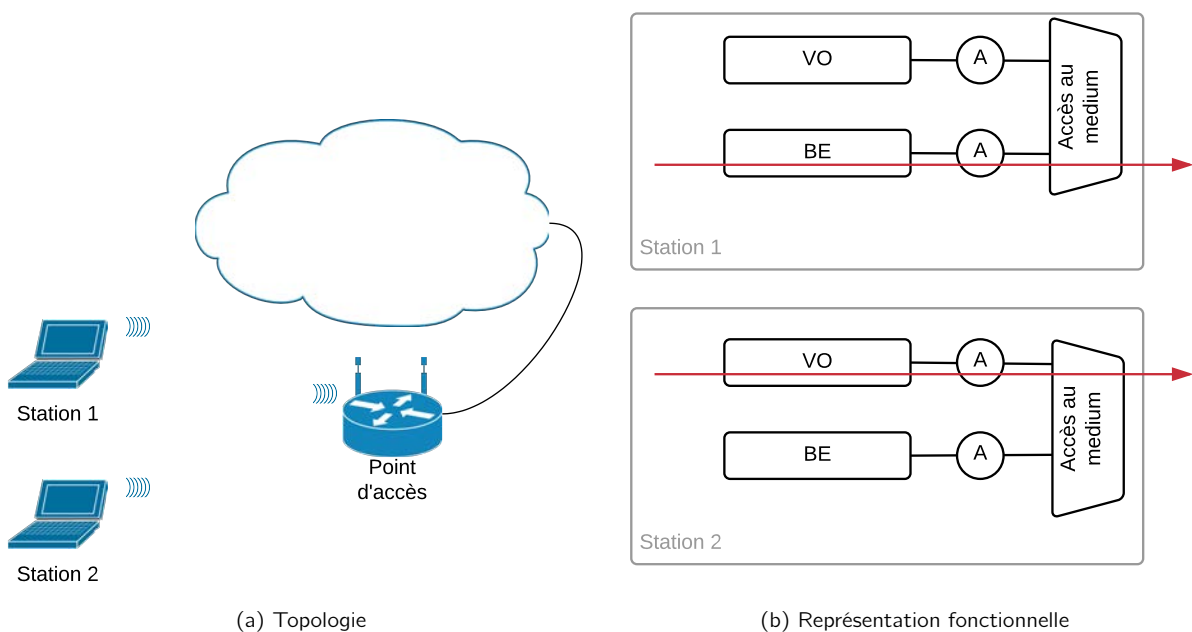 Station 1
Station 2
Point
d'accès
(a) Topologie
VO
A
BE
A
Accès au
medium
Station 1
VO
A
BE
A
Accès au
medium
Station 2
(b) Représentation fonctionnelle